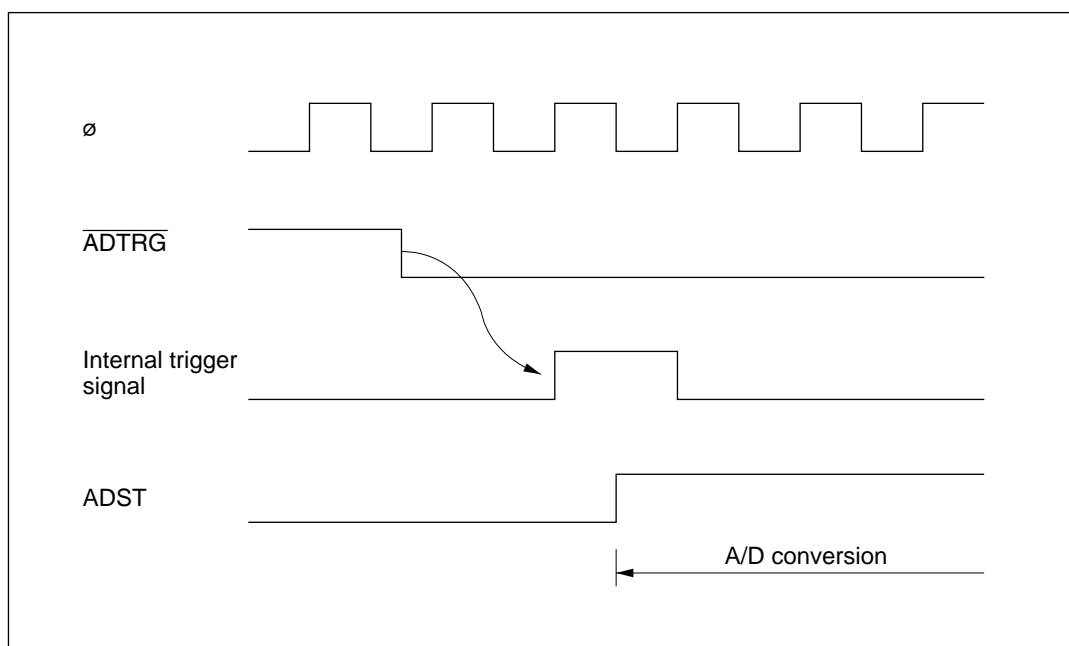 ø
ADTRG
Internal trigger
signal
ADST
A/D conversion